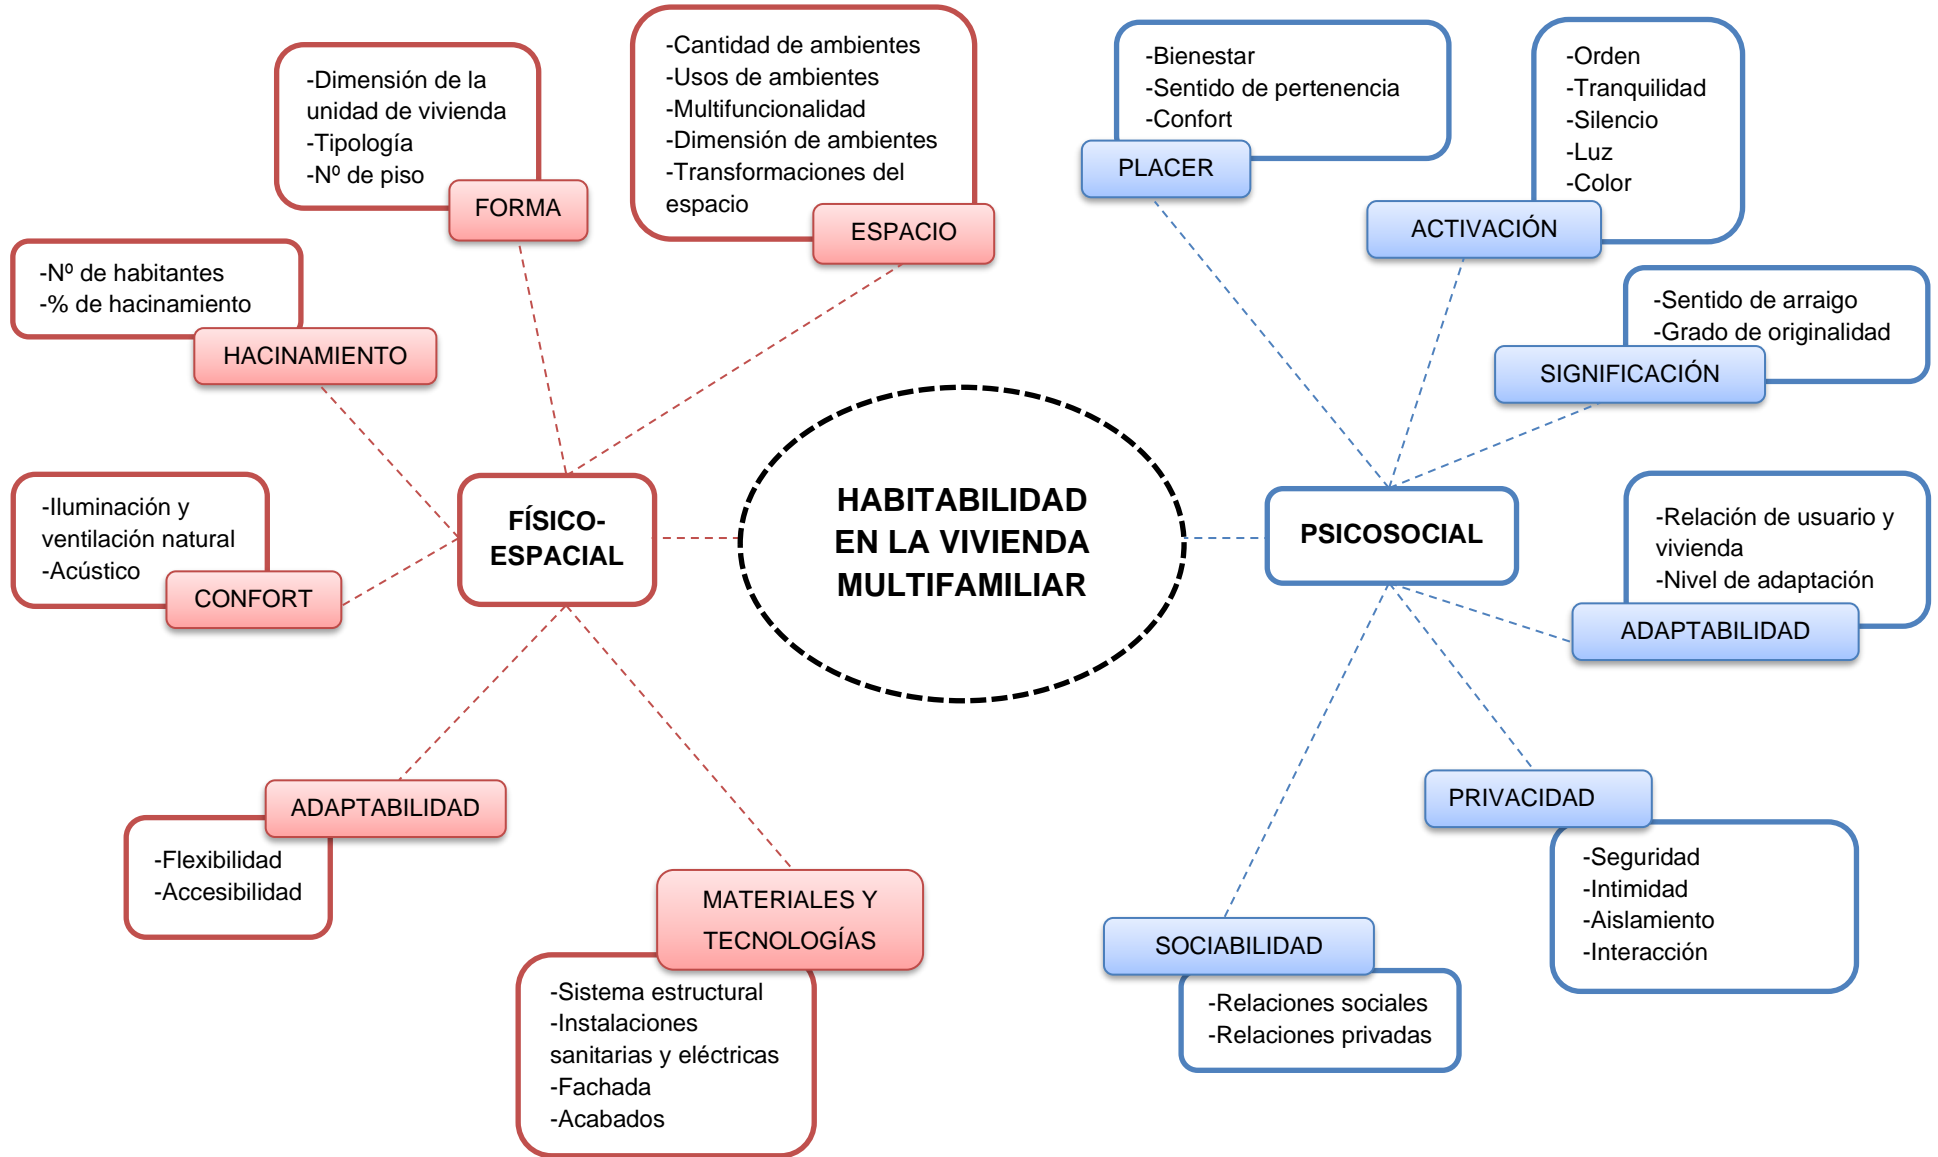 -Dimensión de la
unidad de vivienda
-Tipología
-Nº de piso
FORMA
-Cantidad de ambientes
-Usos de ambientes
-Multifuncionalidad
-Dimensión de ambientes
-Transformaciones del
espacio
ESPACIO
-Nº de habitantes
-% de hacinamiento
HACINAMIENTO
-Iluminación y
ventilación natural
-Acústico
CONFORT
FÍSICO-
ESPACIAL
ADAPTABILIDAD
-Flexibilidad
-Accesibilidad
MATERIALES Y
TECNOLOGÍAS
-Sistema estructural
-Instalaciones
sanitarias y eléctricas
-Fachada
-Acabados
HABITABILIDAD
EN LA VIVIENDA
MULTIFAMILIAR
-Bienestar
-Sentido de pertenencia
-Confort
PLACER
-Orden
-Tranquilidad
-Silencio
-Luz
-Color
ACTIVACIÓN
-Sentido de arraigo
-Grado de originalidad
SIGNIFICACIÓN
PSICOSOCIAL
-Relación de usuario y
vivienda
-Nivel de adaptación
ADAPTABILIDAD
PRIVACIDAD
-Seguridad
-Intimidad
-Aislamiento
-Interacción
SOCIABILIDAD
-Relaciones sociales
-Relaciones privadas